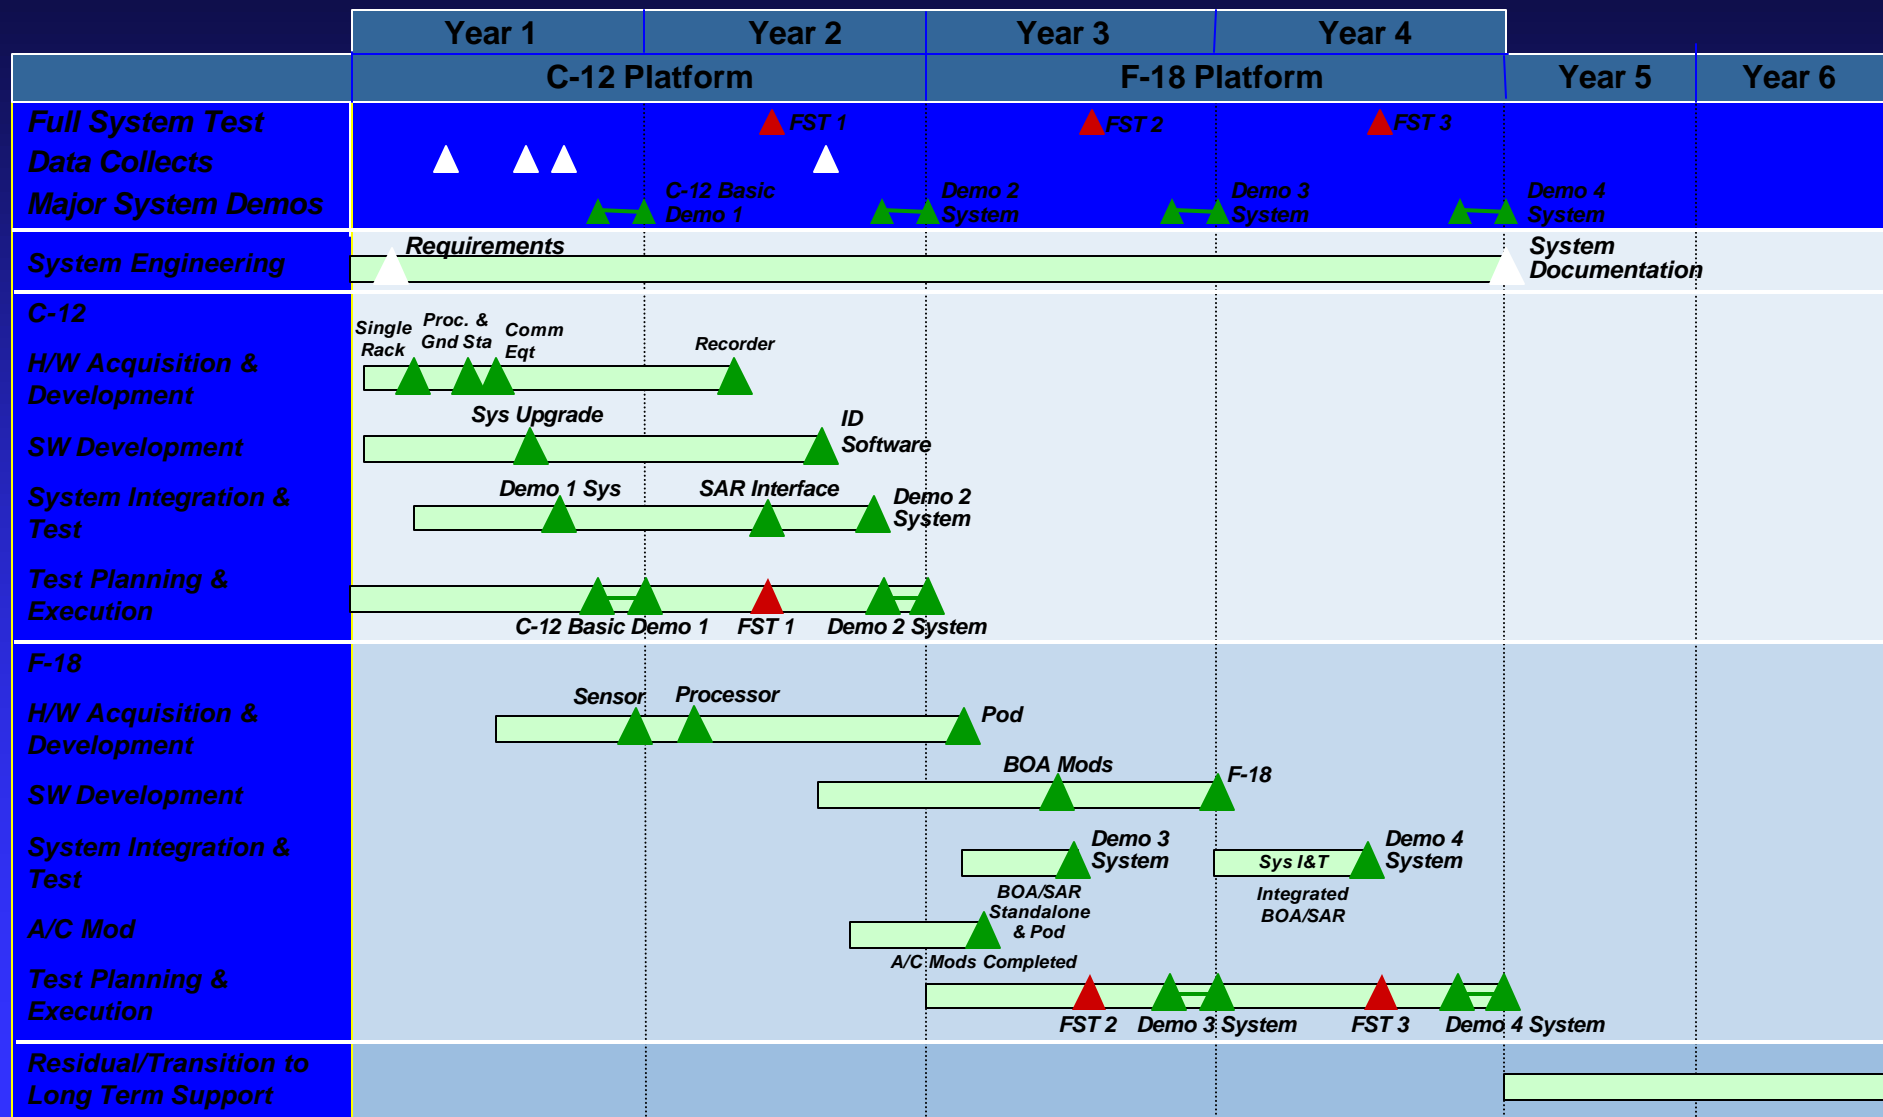 Year 1
Year 2
Year 3
Year 4
C-12 Platform
F-18 Platform
Year 5
Year 6
Full System Test
FST 1
FST 2
FST 3
Data Collects
Major System Demos
C-12 Basic
Demo 1
Demo 2
System
Demo 3
System
Demo 4
System
System Engineering
Requirements
System
Documentation
C-12
H/W Acquisition &
Development
Single
Rack
Proc. &
Gnd Sta
Comm
Eqt
Recorder
SW Development
Sys Upgrade
ID
Software
System Integration &
Test
Demo 1 Sys
SAR Interface
Demo 2
System
Test Planning &
Execution
C-12 Basic Demo 1
FST 1
Demo 2 System
F-18
H/W Acquisition &
Development
Sensor
Processor
Pod
SW Development
BOA Mods
F-18
System Integration &
Test
Demo 3
System
BOA/SAR
Standalone
& Pod
Sys I&T
Demo 4
System
Integrated
BOA/SAR
A/C Mod
A/C Mods Completed
Test Planning &
Execution
FST 2
Demo 3 System
FST 3
Demo 4 System
Residual/Transition to
Long Term Support